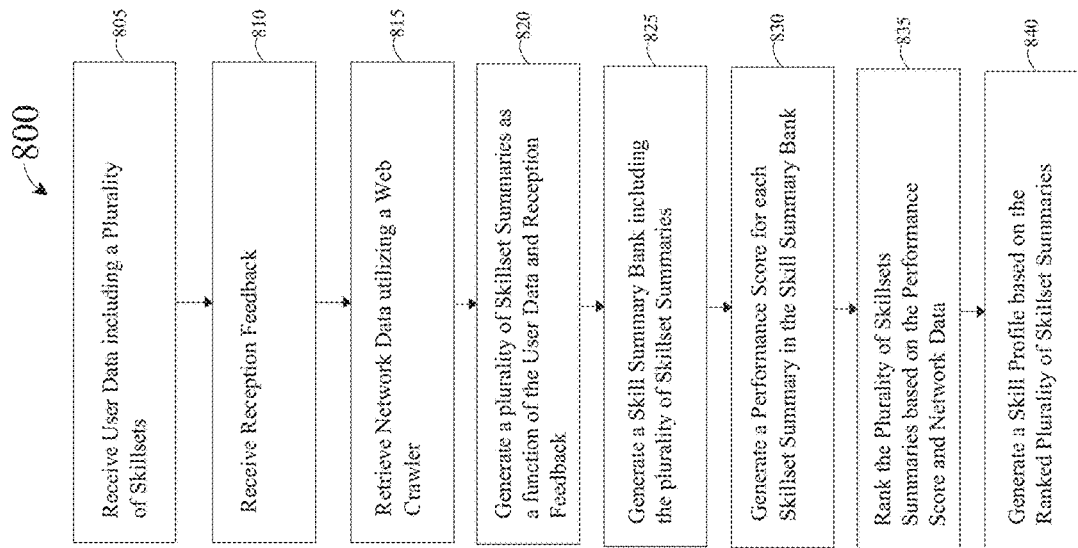 800
805
Receive User Data including a Plurality
of Skillsets
810
Receive Reception Feedback
815
Retrieve Network Data utilizing a Web
Crawler
820
Generate a plurality of Skillset Summaries as
a function of the User Data and Reception
Feedback
825
Generate a Skill Summary Bank including
the plurality of Skillset Summaries
830
Generate a Performance Score for each
Skillset Summary in the Skill Summary Bank
835
Rank the Plurality of Skillsets
Summaries based on the Performance
Score and Network Data
840
Generate a Skill Profile based on the
Ranked Plurality of Skillset Summaries